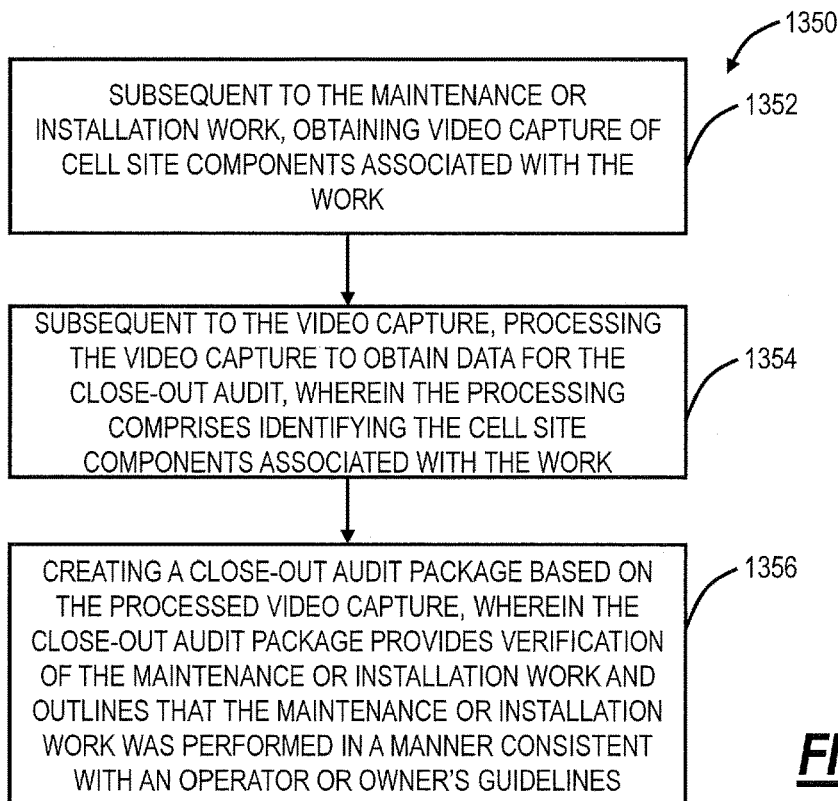 1350
SUBSEQUENT TO THE MAINTENANCE OR
INSTALLATION WORK, OBTAINING VIDEO CAPTURE OF
CELL SITE COMPONENTS ASSOCIATED WITH THE
WORK
1352
SUBSEQUENT TO THE VIDEO CAPTURE, PROCESSING
THE VIDEO CAPTURE TO OBTAIN DATA FOR THE
CLOSE-OUT AUDIT, WHEREIN THE PROCESSING
COMPRISES IDENTIFYING THE CELL SITE
COMPONENTS ASSOCIATED WITH THE WORK
1354
CREATING A CLOSE-OUT AUDIT PACKAGE BASED ON
THE PROCESSED VIDEO CAPTURE, WHEREIN THE
CLOSE-OUT AUDIT PACKAGE PROVIDES VERIFICATION
OF THE MAINTENANCE OR INSTALLATION WORK AND
OUTLINES THAT THE MAINTENANCE OR INSTALLATION
WORK WAS PERFORMED IN A MANNER CONSISTENT
WITH AN OPERATOR OR OWNER'S GUIDELINES
1356